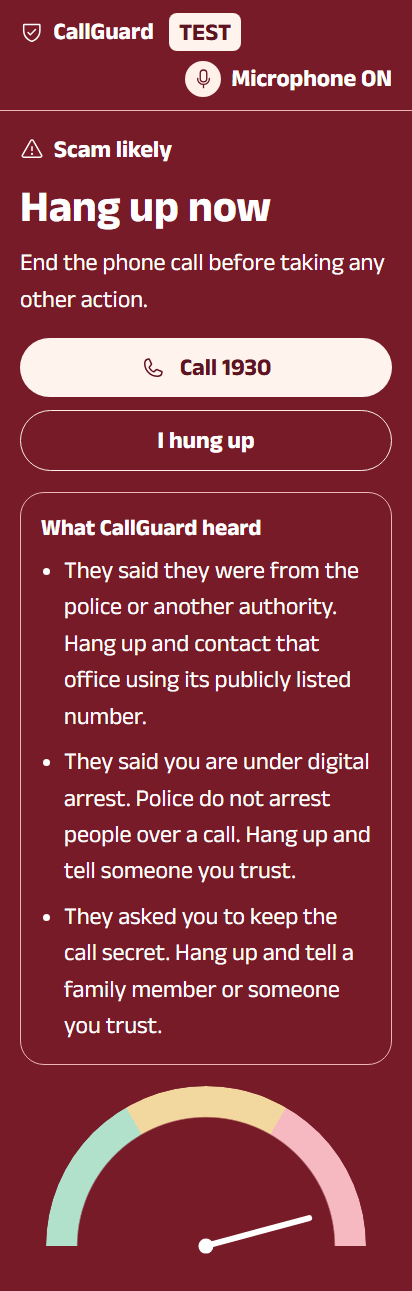 CallGuard TEST
Microphone ON
Scam likely
Hang up now
End the phone call before taking any
other action.
Call 1930
I hung up
What CallGuard heard
• They said they were from the
police or another authority.
Hang up and contact that
office using its publicly listed
number.
• They said you are under digital
arrest. Police do not arrest
people over a call. Hang up and
tell someone you trust.
• They asked you to keep the
call secret. Hang up and tell a
family member or someone
you trust.